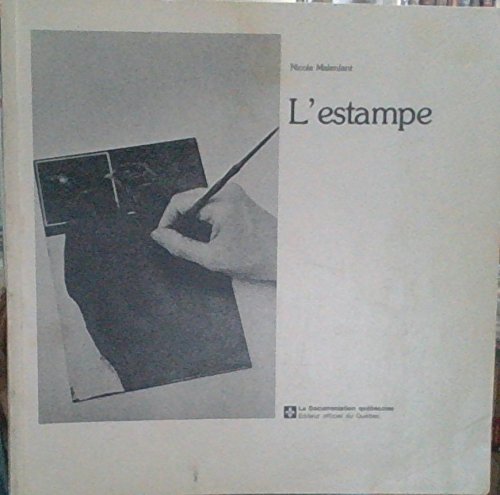 Nicole Malenfant
L'estampe
La Documentation québécoise
Éditeur officiel du Québec